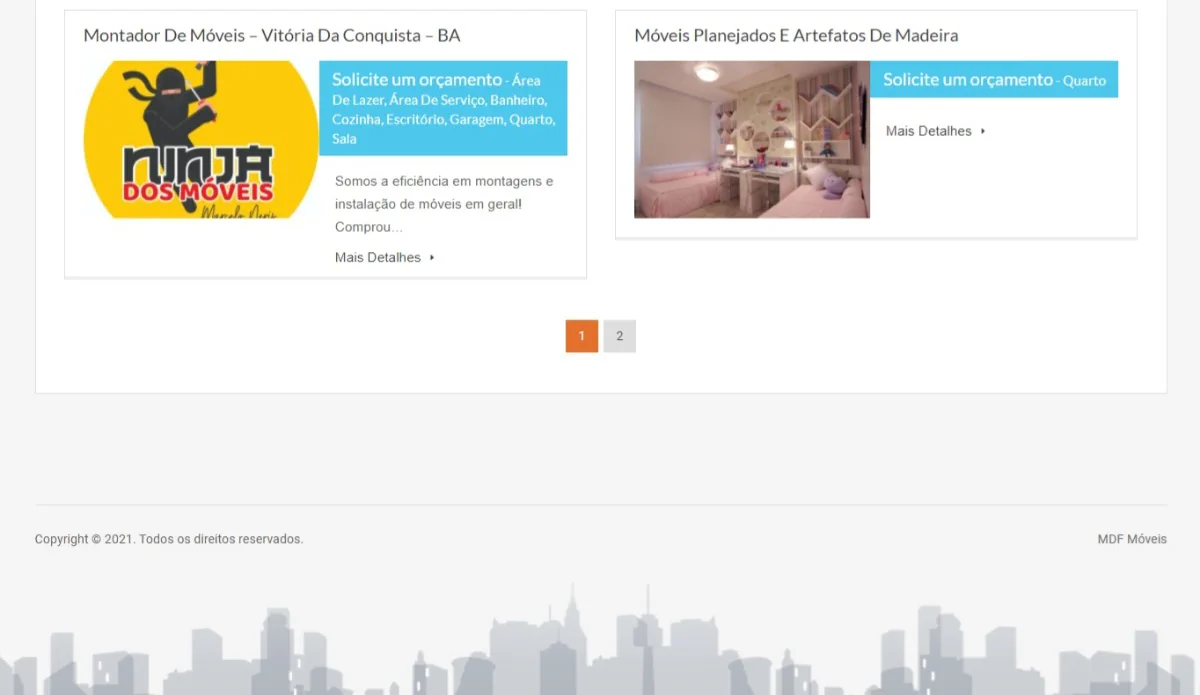 Montador De Móveis – Vitória Da Conquista – BA
NINJA
DOS MÓVEIS
Solicite um orçamento - Área
De Lazer, Área De Serviço, Banheiro,
Cozinha, Escritório, Garagem, Quarto,
Sala
Somos a eficiência em montagens e
instalação de móveis em geral!
Comprou...
Mais Detalhes
Móveis Planejados E Artefatos De Madeira
Solicite um orçamento - Quarto
Mais Detalhes
1 2
Copyright © 2021. Todos os direitos reservados.
MDF Móveis